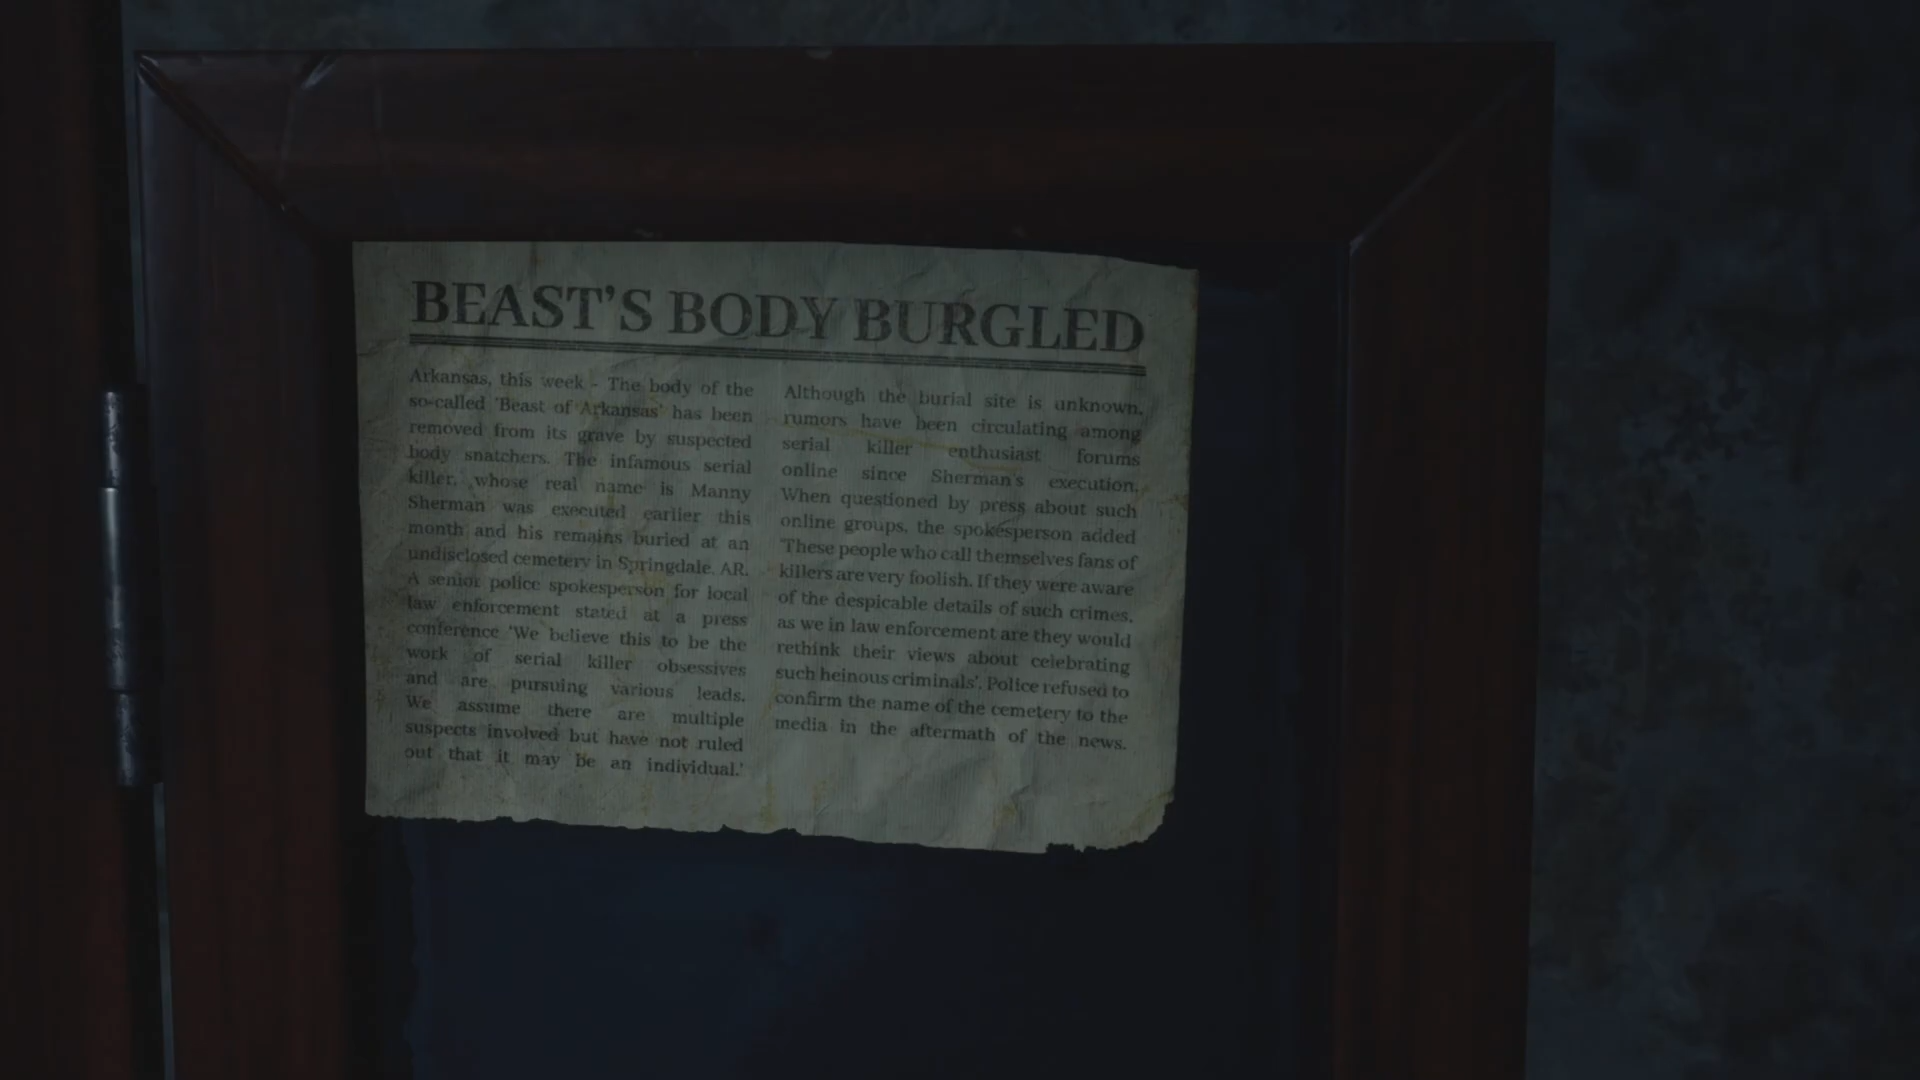 BEAST'S BODY BURGLED
Arkansas, this week - The body of the
so-called 'Beast of Arkansas' has been
removed from its grave by suspected
body snatchers. The infamous serial
killer, whose real name is Manny
Sherman was executed earlier this
month and his remains buried at an
undisclosed cemetery in Springdale, AR.
A senior police spokesperson for local
law enforcement stated at a press
conference 'We believe this to be the
work of serial killer obsessives
and are pursuing various leads.
We assume there are multiple
suspects involved but have not ruled
out that it may be an individual.'
Although the burial site is unknown,
rumors have been circulating among
serial killer enthusiast forums
online since Sherman's execution.
When questioned by press about such
online groups, the spokesperson added
'These people who call themselves fans of
killers are very foolish. If they were aware
of the despicable details of such crimes,
as we in law enforcement are they would
rethink their views about celebrating
such heinous criminals'. Police refused to
confirm the name of the cemetery to the
media in the aftermath of the news.